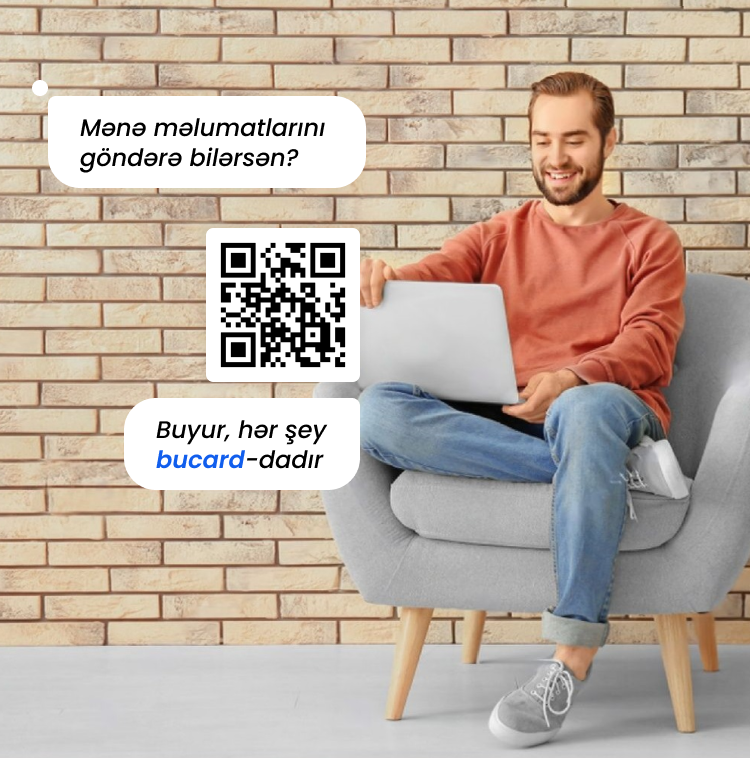 Mənə məlumatlarını
göndərə bilərsən?
Buyur, hər şey
bucard-dadır